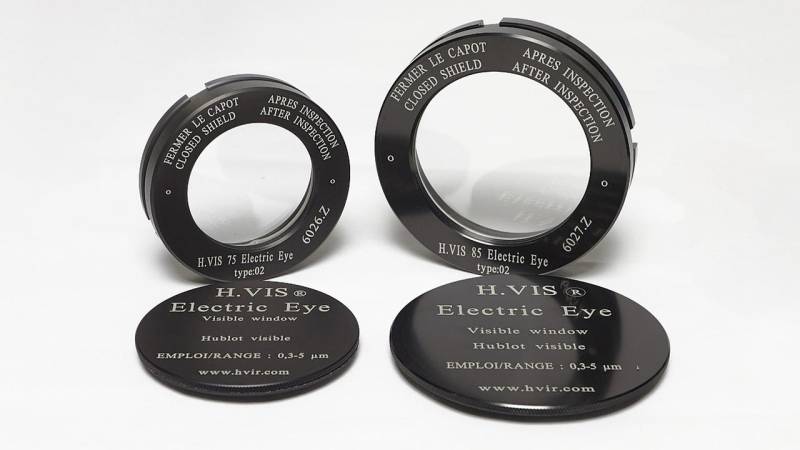 FERMER LE CAPOT
CLOSED SHIELD
APRES INSPECTION
AFTER INSPECTION
6026.Z
H.VIS 75 Electric Eye
type:02
FERMER LE CAPOT
CLOSED SHIELD
APRES INSPECTION
AFTER INSPECTION
6027.Z
H.VIS 85 Electric Eye
type:02
H.VIS ®
Electric Eye
Visible window
Hublot visible
EMPLOI/RANGE : 0,3-5 µm
www.hvir.com
H.VIS ®
Electric Eye
Visible window
Hublot visible
EMPLOI/RANGE : 0,3-5 µm
www.hvir.com